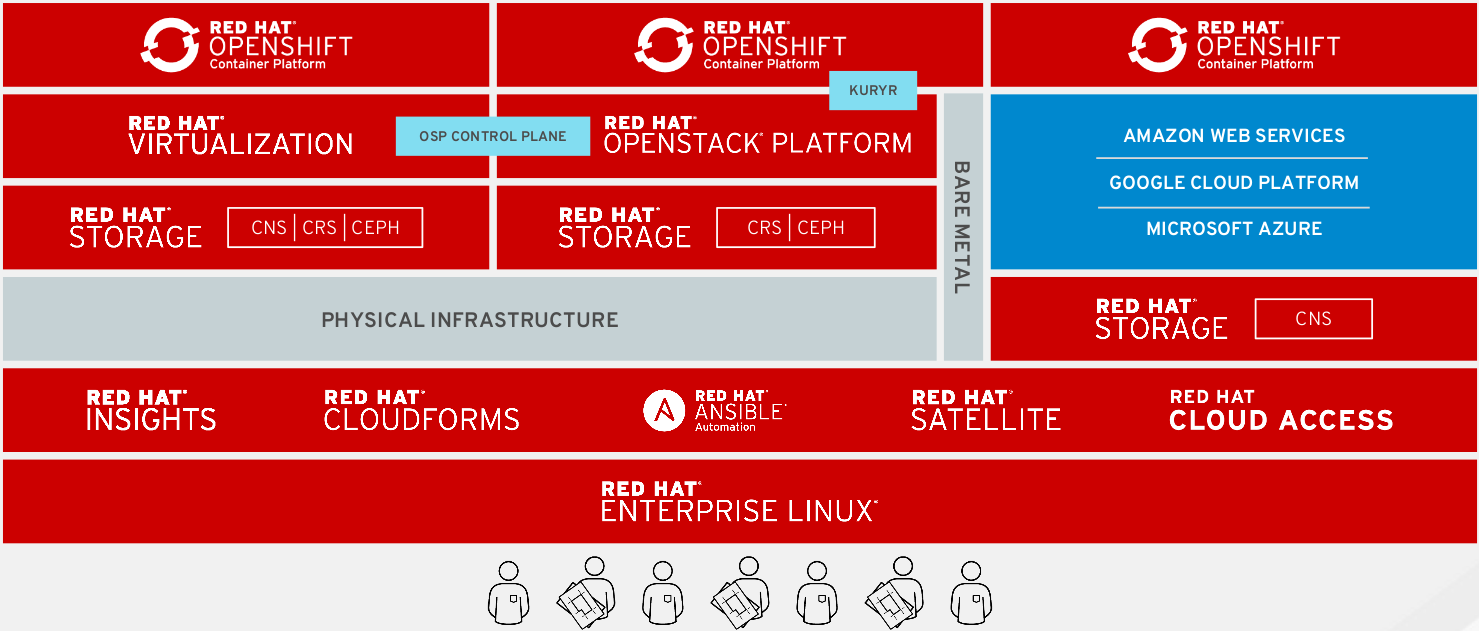 RED HAT®
OPENSHIFT
Container Platform
RED HAT®
OPENSHIFT
Container Platform
RED HAT®
OPENSHIFT
Container Platform
KURYR
RED HAT®
VIRTUALIZATION
OSP CONTROL PLANE
RED HAT®
OPENSTACK® PLATFORM
BARE METAL
AMAZON WEB SERVICES
GOOGLE CLOUD PLATFORM
MICROSOFT AZURE
RED HAT®
STORAGE
CNS | CRS | CEPH
RED HAT®
STORAGE
CRS | CEPH
PHYSICAL INFRASTRUCTURE
RED HAT®
STORAGE
CNS
RED HAT®
INSIGHTS
RED HAT®
CLOUDFORMS
RED HAT®
ANSIBLE®
Automation
RED HAT®
SATELLITE
RED HAT
CLOUD ACCESS
RED HAT®
ENTERPRISE LINUX®